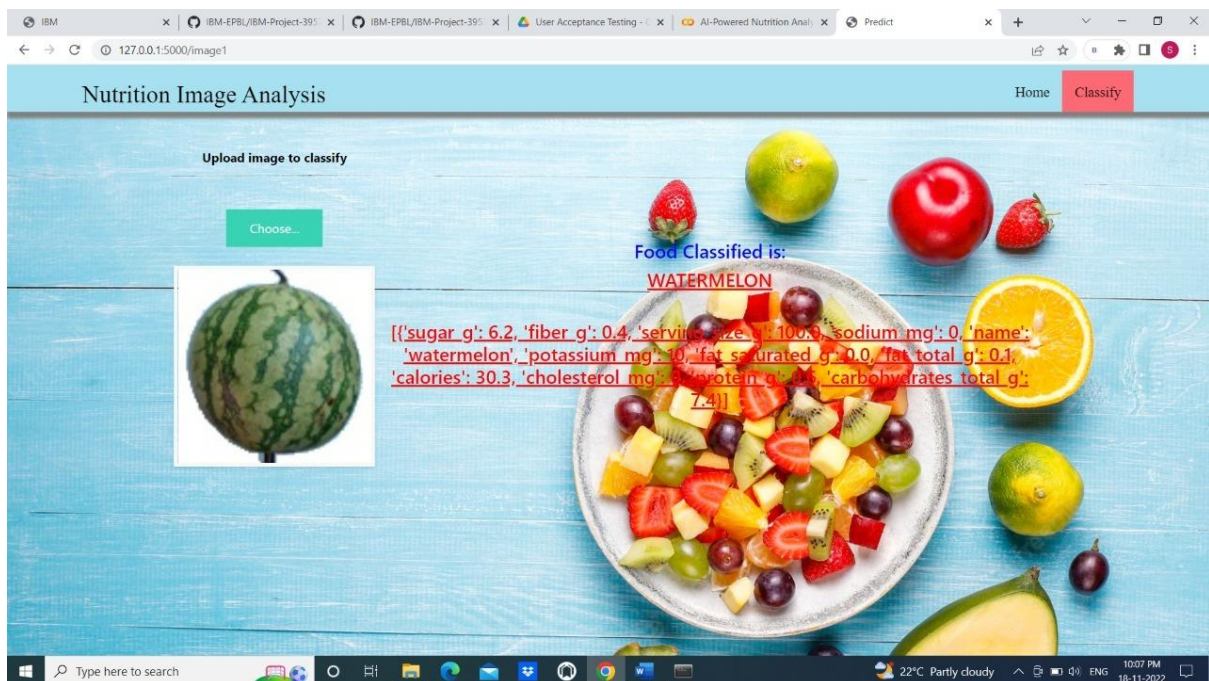 IBM
IBM-EPBL/IBM-Project-395
IBM-EPBL/IBM-Project-395
User Acceptance Testing -
AI-Powered Nutrition Analy
Predict
127.0.0.1:5000/image1
S
Nutrition Image Analysis
Home
Classify
Upload image to classify
Choose...
Food Classified is:
WATERMELON
[{'sugar_g': 6.2, 'fiber_g': 0.4, 'serving_size_g': 100.0, 'sodium_mg': 0, 'name':
'watermelon', 'potassium_mg': 10, 'fat_saturated_g': 0.0, 'fat_total_g': 0.1,
'calories': 30.3, 'cholesterol_mg': 'protein_g': 'carbohydrates_total_g':
7.4}]
Type here to search
22°C Partly cloudy
ENG
10:07 PM
18-11-2022